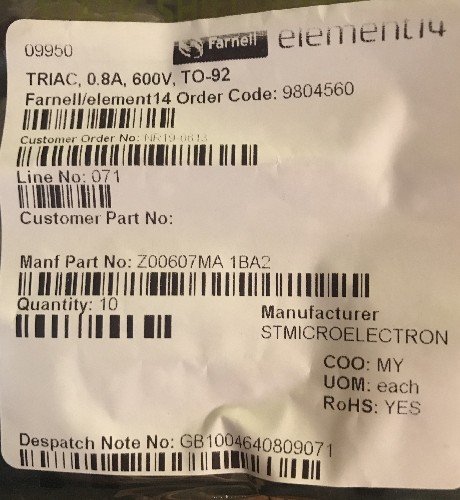 09950
Farnell element14
TRIAC, 0.8A, 600V, TO-92
Farnell/element14 Order Code: 9804560
Customer Order No:
Line No: 071
Customer Part No:
Manf Part No: Z00607MA 1BA2
Quantity: 10
Manufacturer
STMICROELECTRON
COO: MY
UOM: each
RoHS: YES
Despatch Note No: GB1004640809071